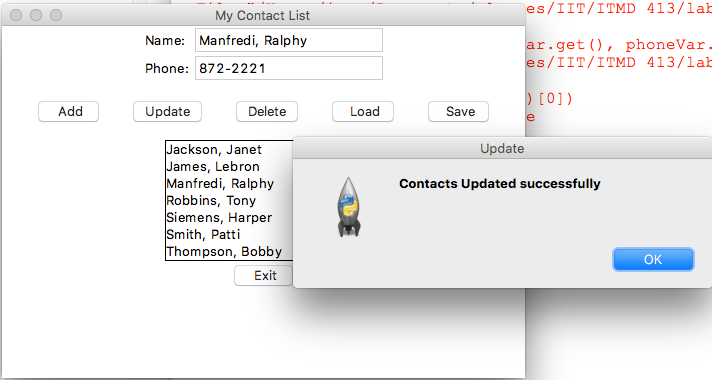 es/IIT/ITMD 413/lab
My Contact List
Name: Manfredi, Ralphy
ar.get(), phoneVar.
Phone: 872-2221
es/IIT/ITMD 413/lab
)[0])
Add Update Delete Load Save
e
Jackson, Janet
Update
James, Lebron
Manfredi, Ralphy
Contacts Updated successfully
Robbins, Tony
Siemens, Harper
Smith, Patti
Thompson, Bobby
OK
Exit